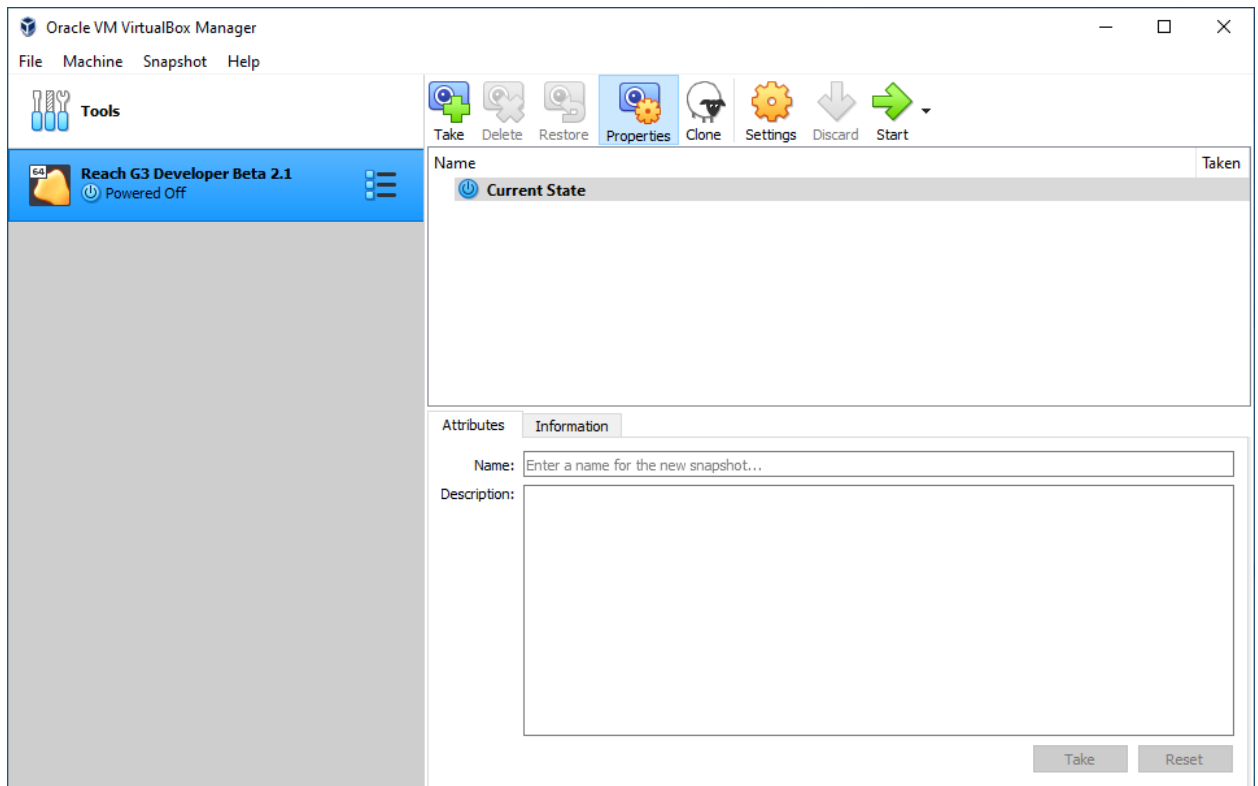 Oracle VM VirtualBox Manager
File Machine Snapshot Help
Tools
Take Delete Restore Properties Clone Settings Discard Start
64
Reach G3 Developer Beta 2.1
Powered Off
Name Taken
Current State
Attributes Information
Name: Enter a name for the new snapshot...
Description:
Take Reset